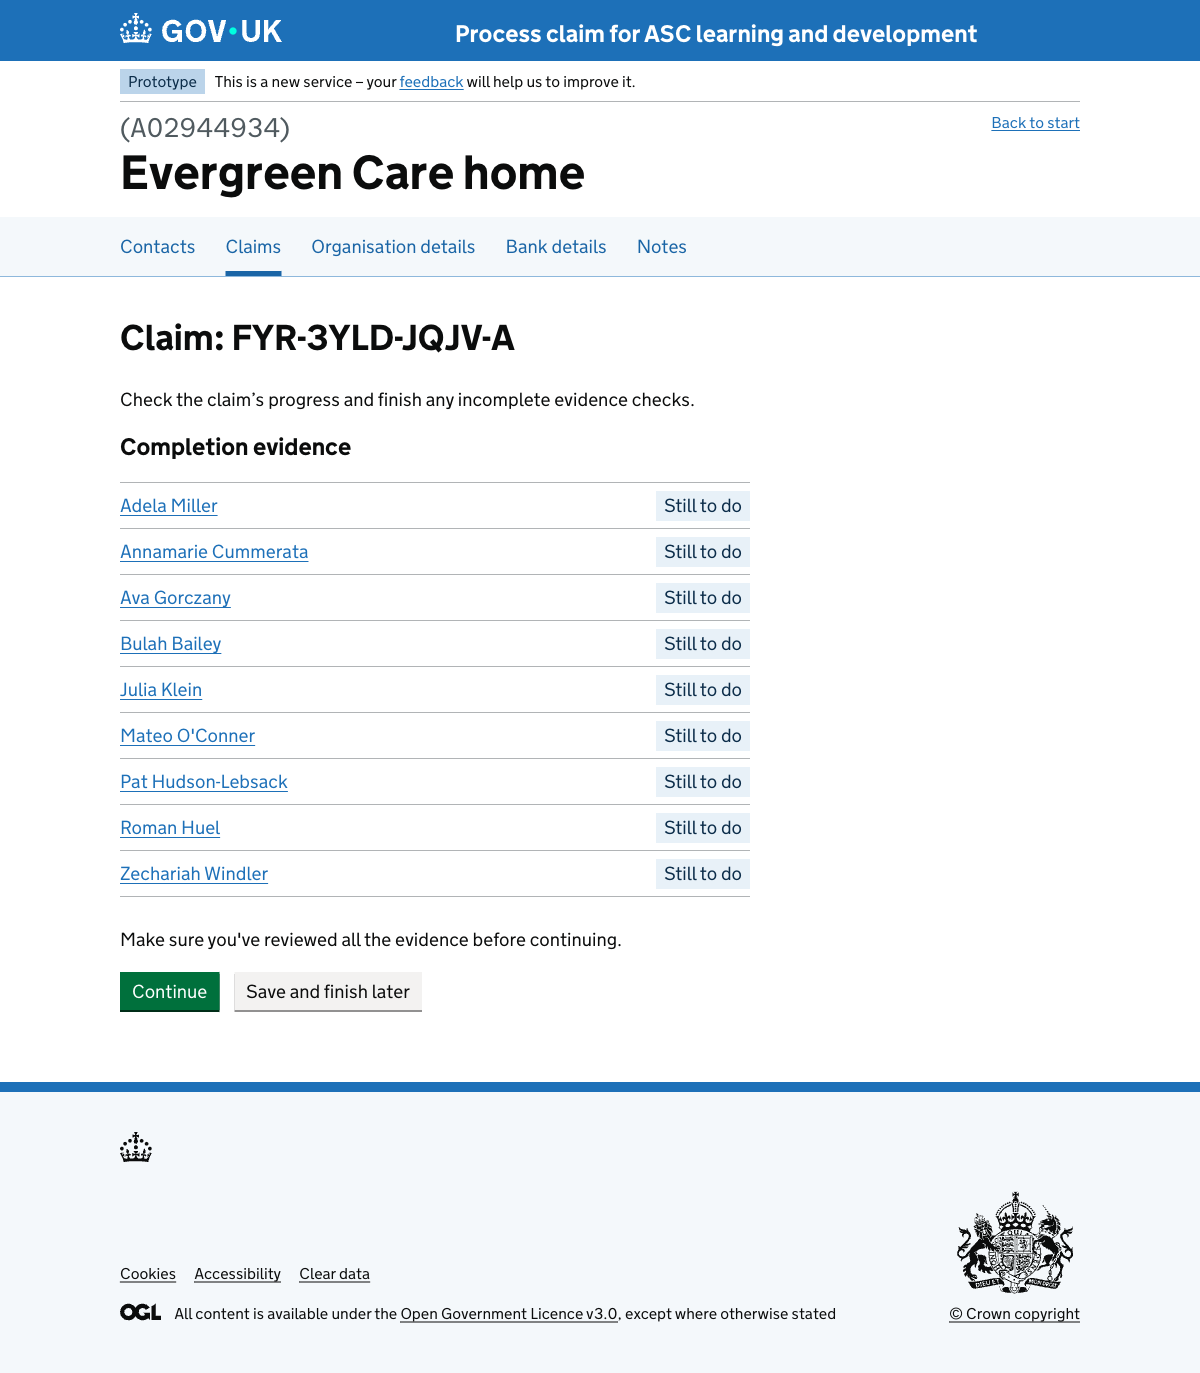 GOV·UK
Process claim for ASC learning and development
Prototype This is a new service – your feedback will help us to improve it.
(A02944934)
Back to start
Evergreen Care home
Contacts Claims Organisation details Bank details Notes
Claim: FYR-3YLD-JQJV-A
Check the claim’s progress and finish any incomplete evidence checks.
Completion evidence
Adela Miller Still to do
Annamarie Cummerata Still to do
Ava Gorczany Still to do
Bulah Bailey Still to do
Julia Klein Still to do
Mateo O'Conner Still to do
Pat Hudson-Lebsack Still to do
Roman Huel Still to do
Zechariah Windler Still to do
Make sure you've reviewed all the evidence before continuing.
Continue Save and finish later
Cookies Accessibility Clear data
OGL All content is available under the Open Government Licence v3.0, except where otherwise stated
© Crown copyright